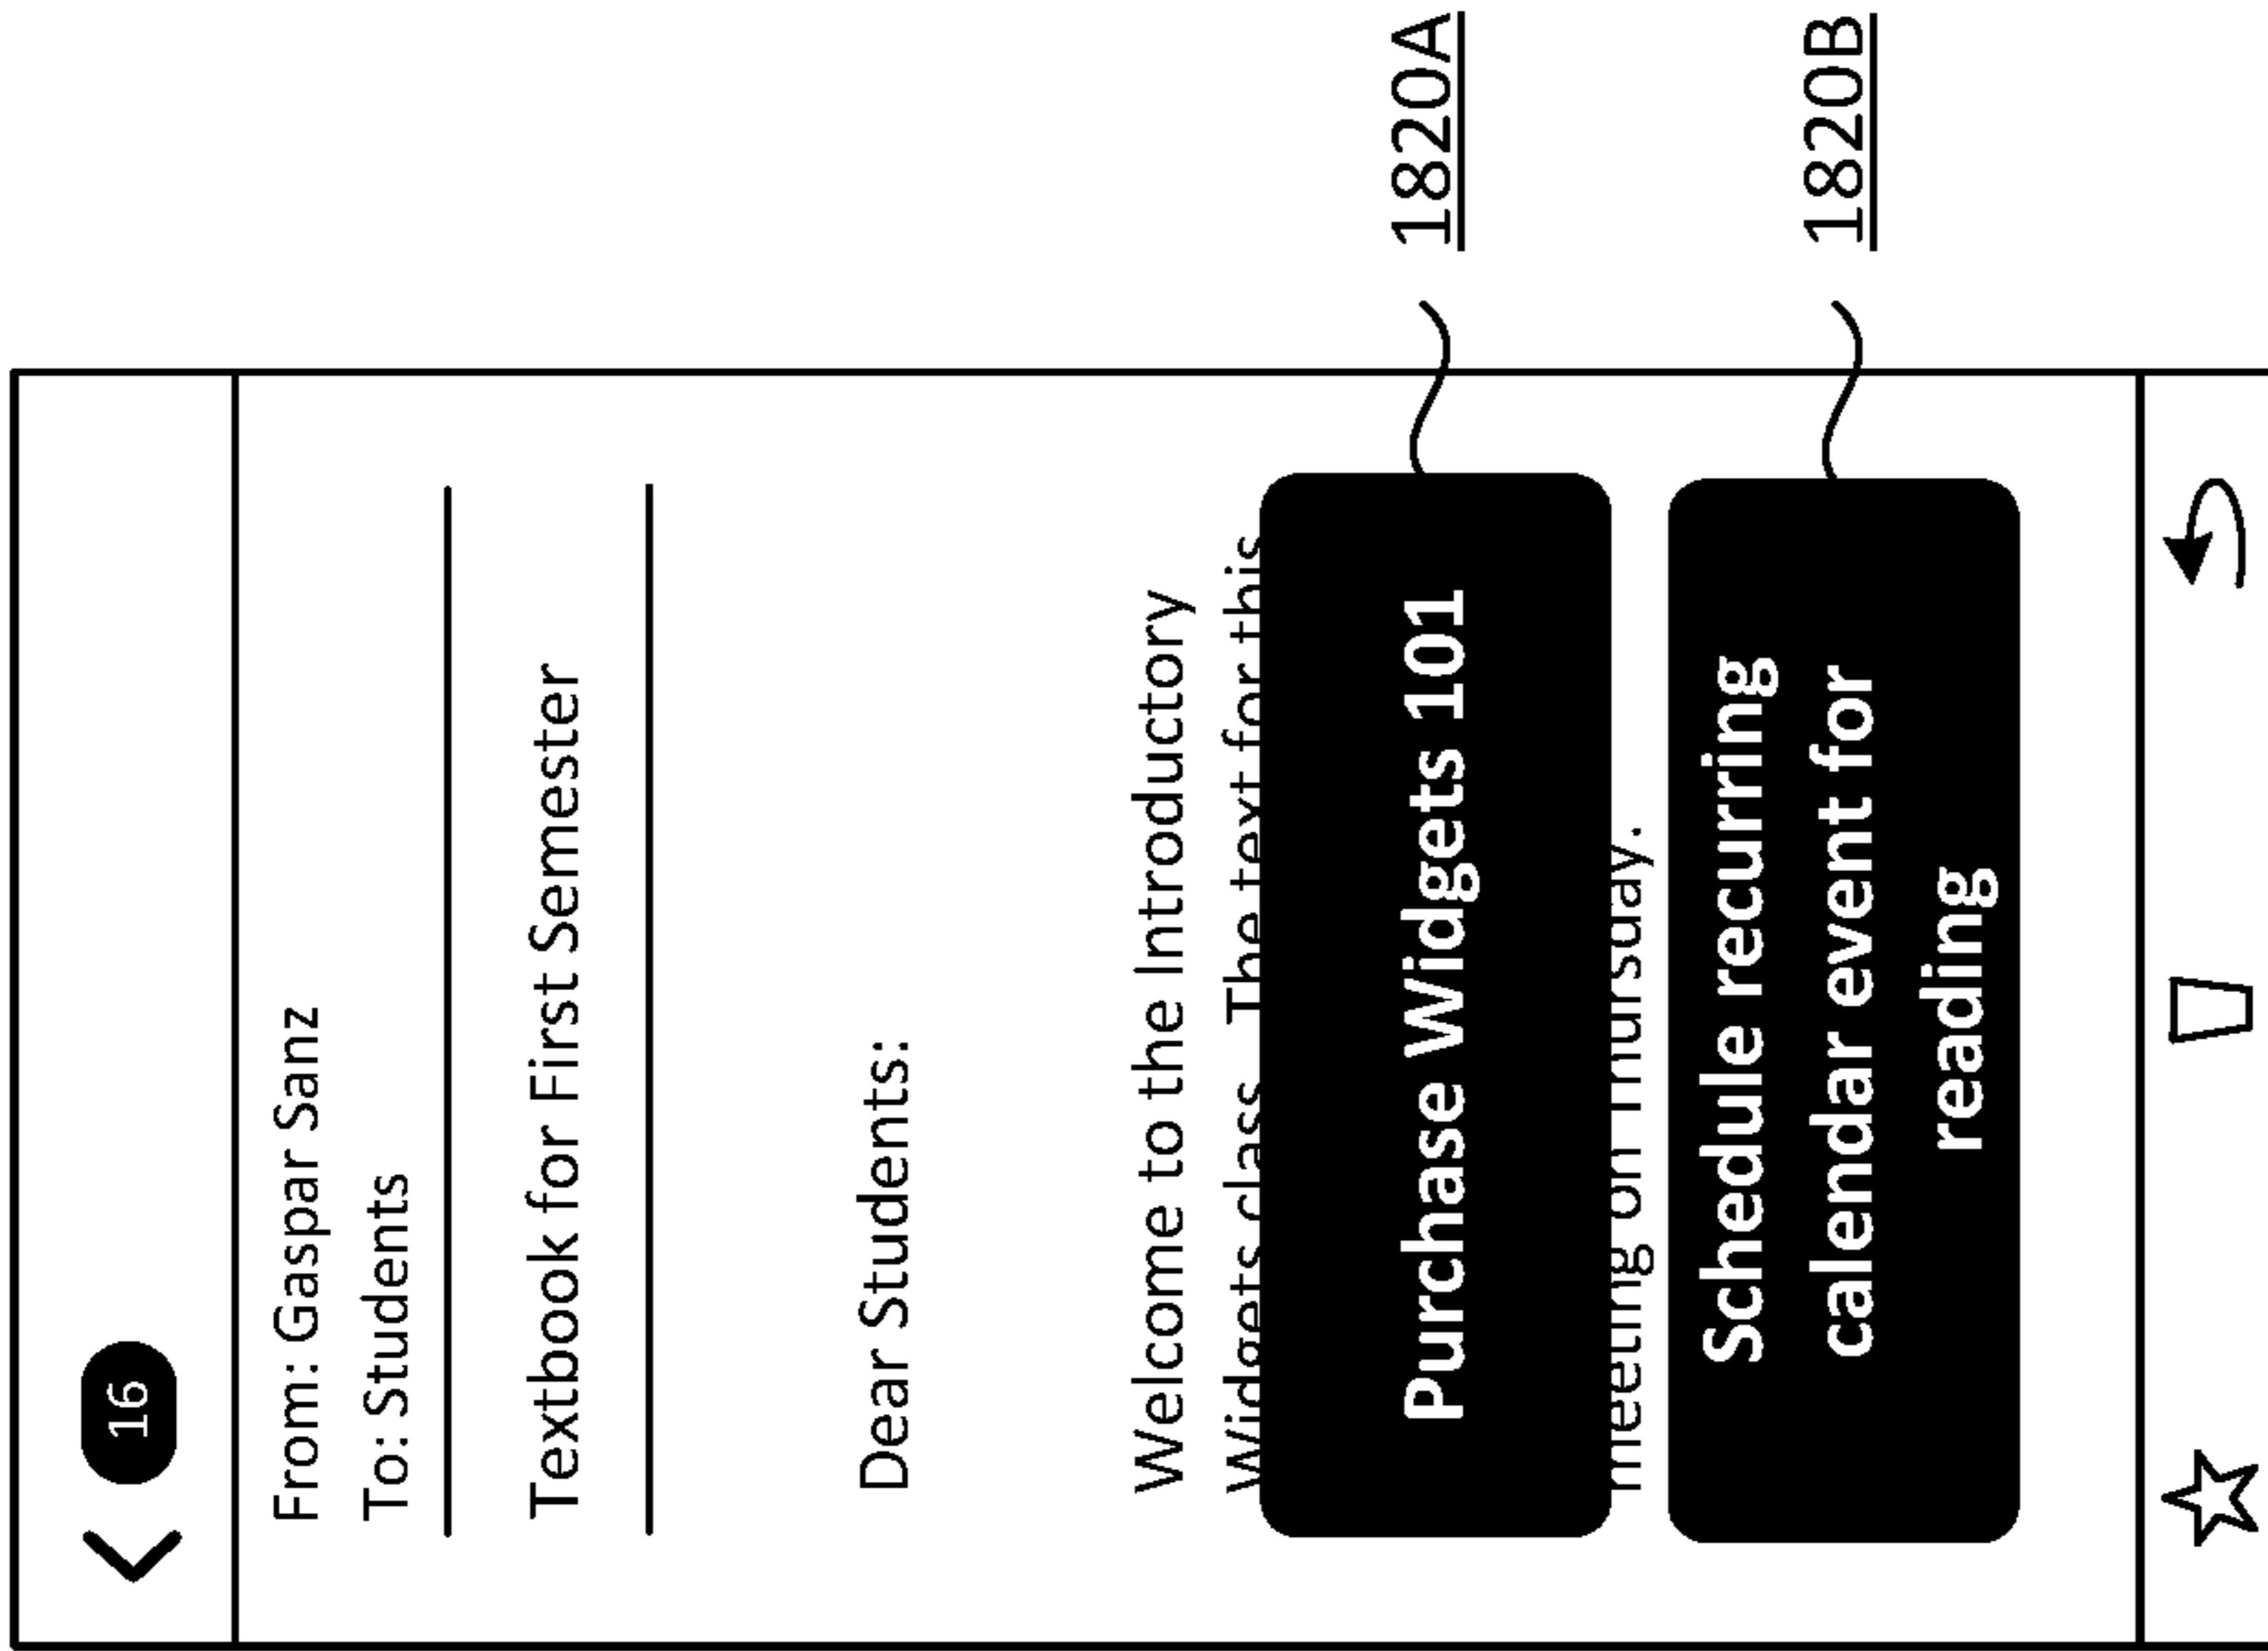 16
From: Gaspar Sanz
To: Students
Textbook for First Semester
Dear Students:
Welcome to the Introductory
Widgets class. The text for this
Purchase Widgets 101
1820A
meeting on Thursday.
Schedule recurring
calendar event for
reading
1820B